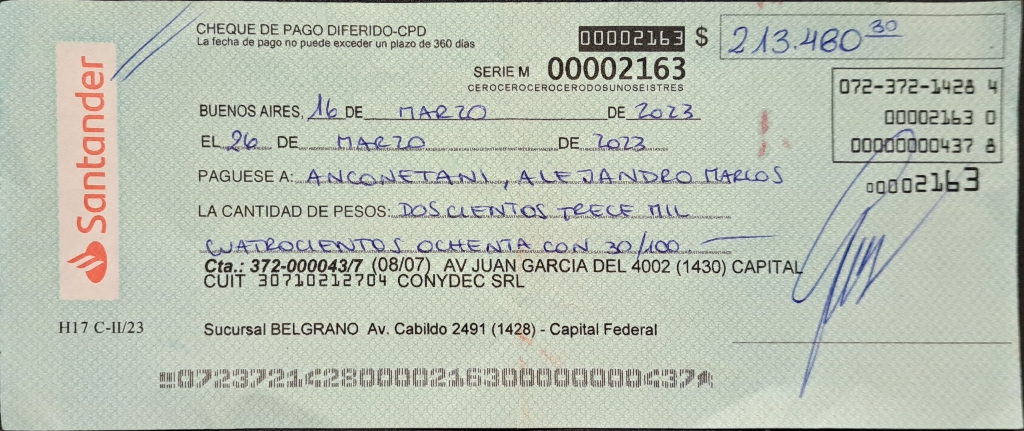 CHEQUE DE PAGO DIFERIDO-CPD
La fecha de pago no puede exceder un plazo de 360 días
00002163 $ 213.480 30
SERIE M 00002163
CEROCEROCEROCERODOSUNOSEISTRES
072-372-1428 4
00002163 0
00000000437 8
00002163
Santander
BUENOS AIRES, 16 DE MARZO DE 2023
EL 26 DE MARZO DE 2023
PAGUESE A: ANCONETANI, ALEJANDRO MARCOS
LA CANTIDAD DE PESOS: DOSCIENTOS TRECE MIL
CUATROCIENTOS OCHENTA CON 30/100
Cta.: 372-000043/7 (08/07) AV JUAN GARCIA DEL 4002 (1430) CAPITAL
CUIT 30710212704 CONYDEC SRL
H17 C-II/23
Sucursal BELGRANO Av. Cabildo 2491 (1428) - Capital Federal